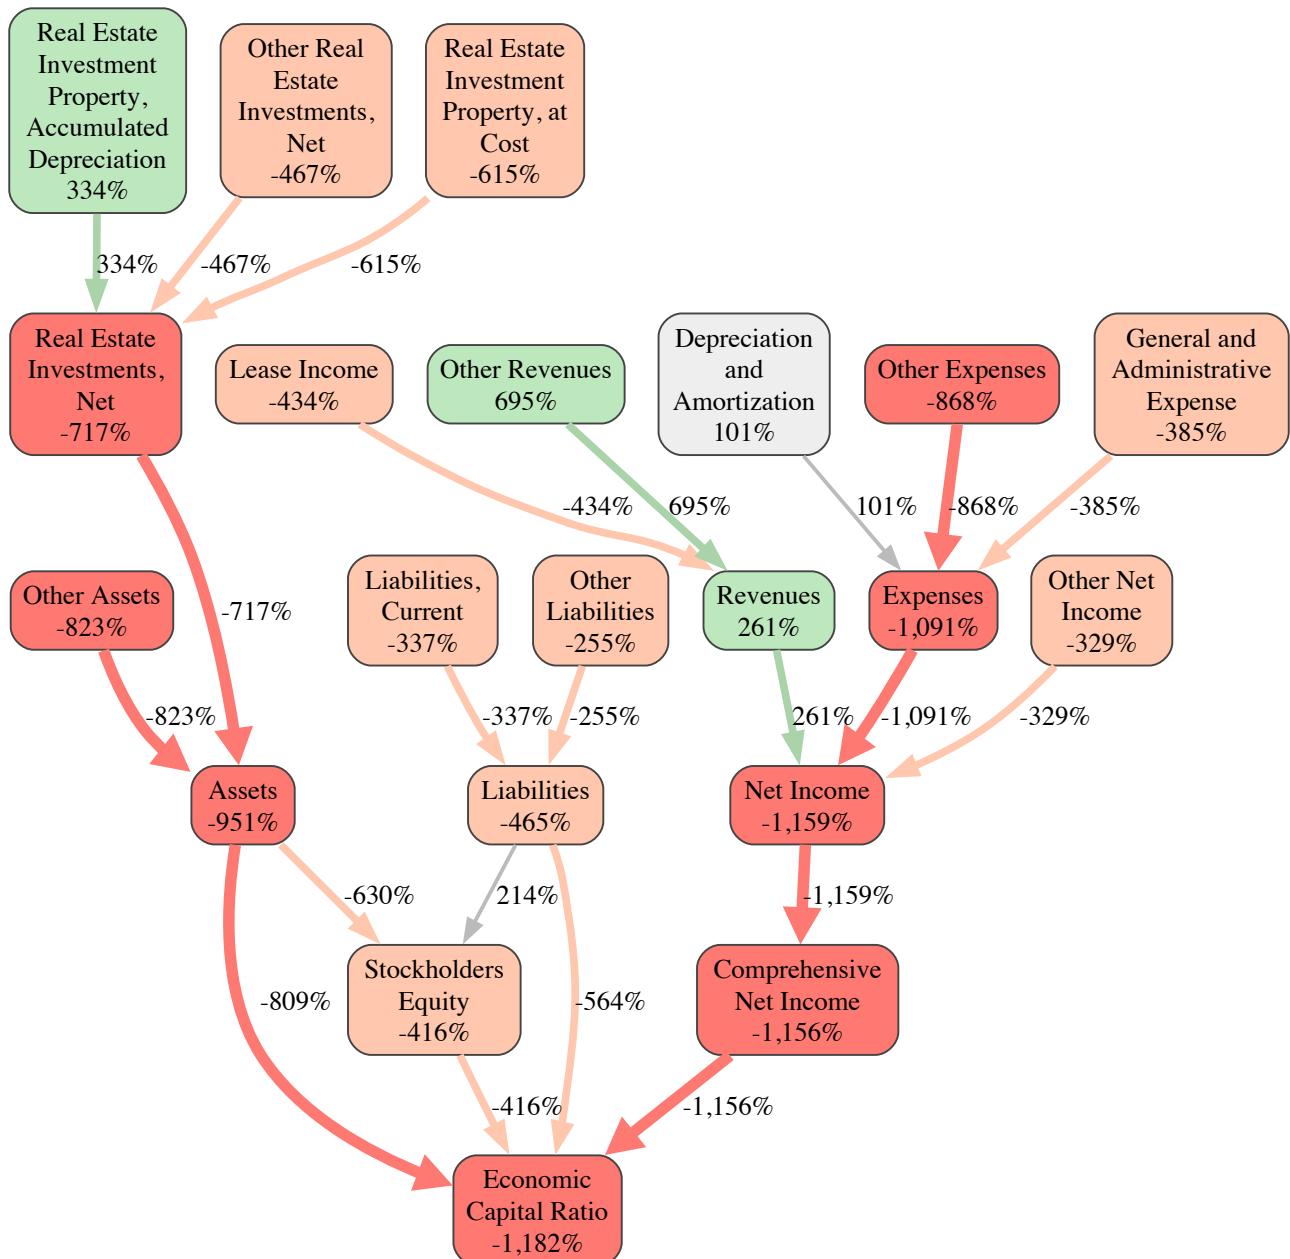 Real Estate
Investment
Property,
Accumulated
Depreciation
334%
Other Real
Estate
Investments,
Net
-467%
Real Estate
Investment
Property, at
Cost
-615%
334%
-467%
-615%
Real Estate
Investments,
Net
-717%
Lease Income
-434%
Other Revenues
695%
Depreciation
and
Amortization
101%
Other Expenses
-868%
General and
Administrative
Expense
-385%
-434%
695%
101%
-868%
-385%
Other Assets
-823%
-717%
Liabilities,
Current
-337%
Other
Liabilities
-255%
Revenues
261%
Expenses
-1,091%
Other Net
Income
-329%
-823%
-337%
-255%
261%
-1,091%
-329%
Assets
-951%
Liabilities
-465%
Net Income
-1,159%
-630%
214%
-1,159%
Stockholders
Equity
-416%
Comprehensive
Net Income
-1,156%
-809%
-564%
-416%
-1,156%
Economic
Capital Ratio
-1,182%